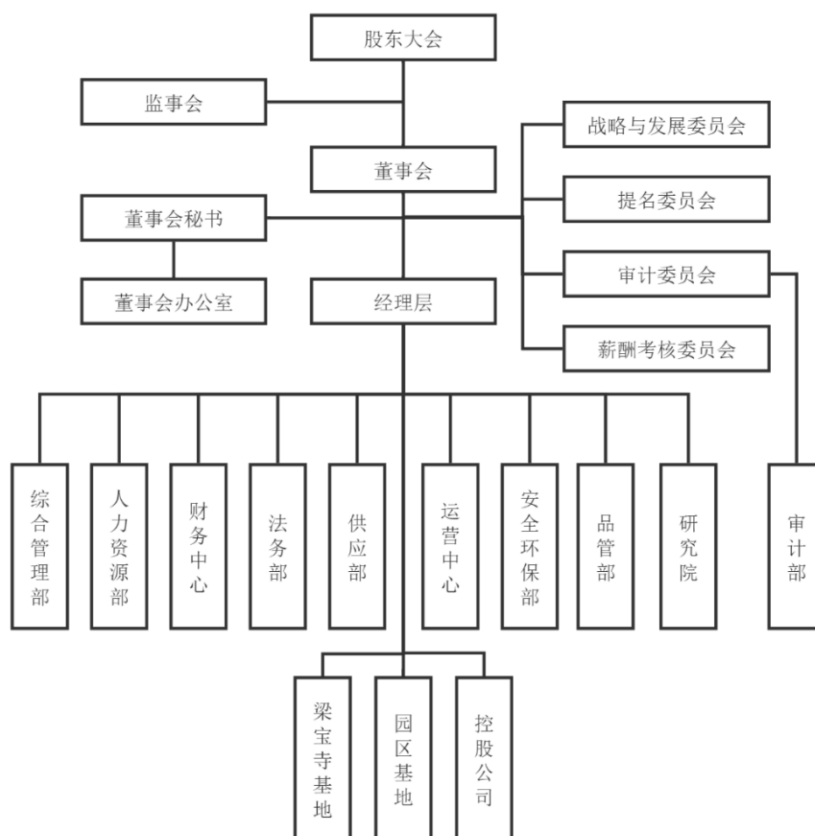 股东大会
监事会
战略与发展委员会
董事会
提名委员会
董事会秘书
审计委员会
董事会办公室
经理层
薪酬考核委员会
综合管理部
人力资源部
财务中心
法务部
供应部
运营中心
安全环保部
品管部
研究院
审计部
梁宝寺基地
园区基地
控股公司